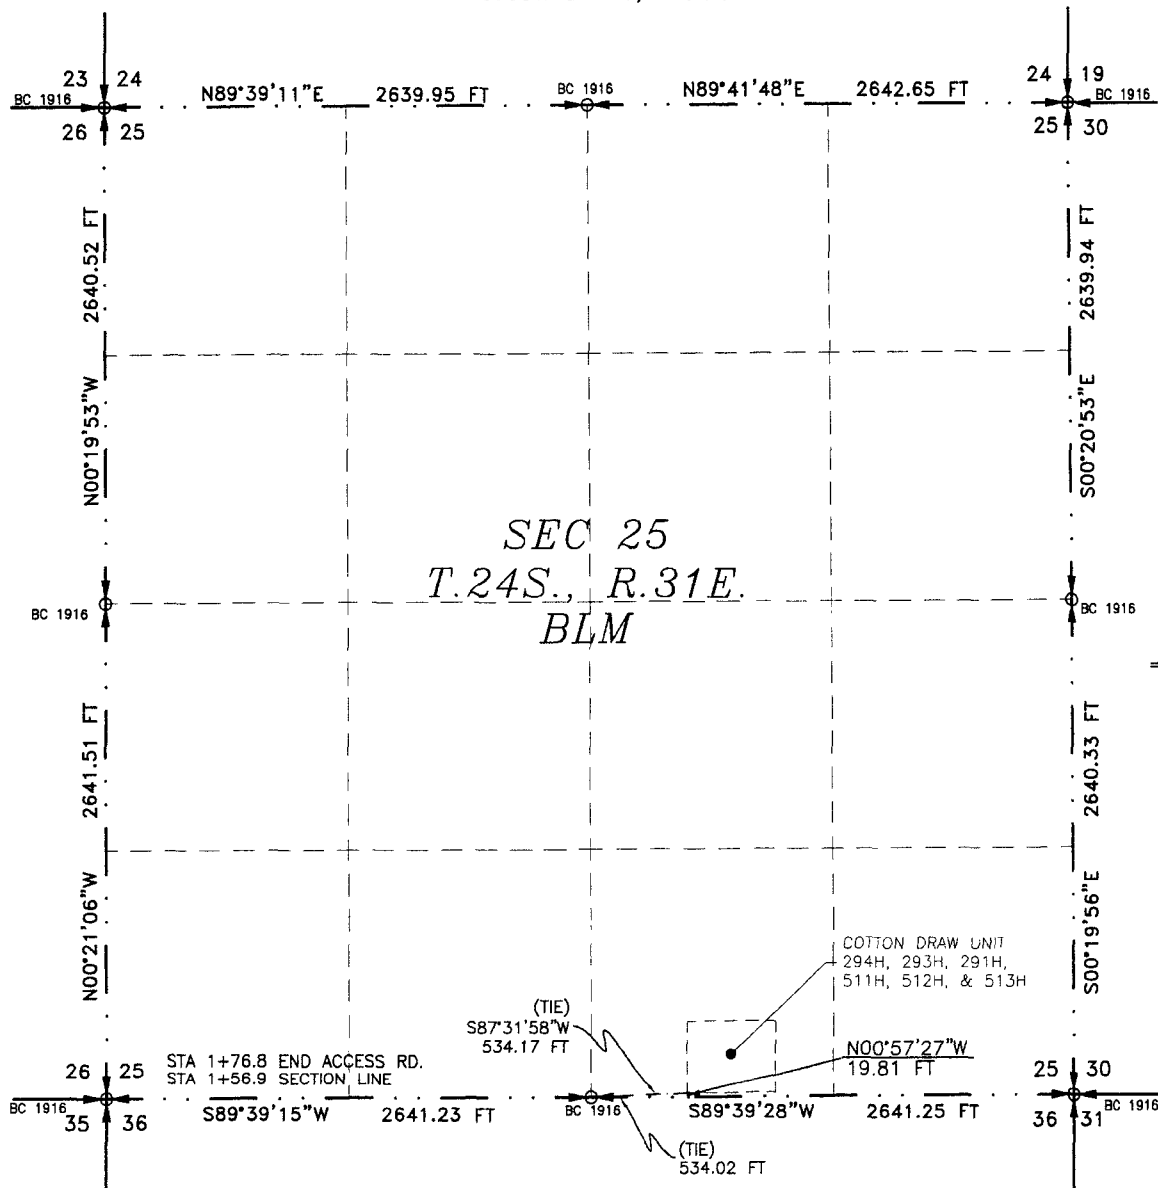 23 24
BC 1916
26 25
N89°39'11"E 2639.95 FT
BC 1916
N89°41'48"E 2642.65 FT
24 19
BC 1916
25 30
2640.52 FT
N00°19'53"W
2639.94 FT
S00°20'53"E
SEC 25
T.24S., R.31E.
BLM
BC 1916
BC 1916
2641.51 FT
N00°21'06"W
2640.33 FT
S00°19'56"E
COTTON DRAW UNIT
294H, 293H, 291H,
511H, 512H, & 513H
(TIE)
S87°31'58"W
534.17 FT
N00°57'27"W
19.81 FT
STA 1+76.8 END ACCESS RD.
STA 1+56.9 SECTION LINE
26 25
BC 1916
35 36
S89°39'15"W 2641.23 FT
BC 1916
S89°39'28"W 2641.25 FT
25 30
BC 1916
36 31
(TIE)
534.02 FT